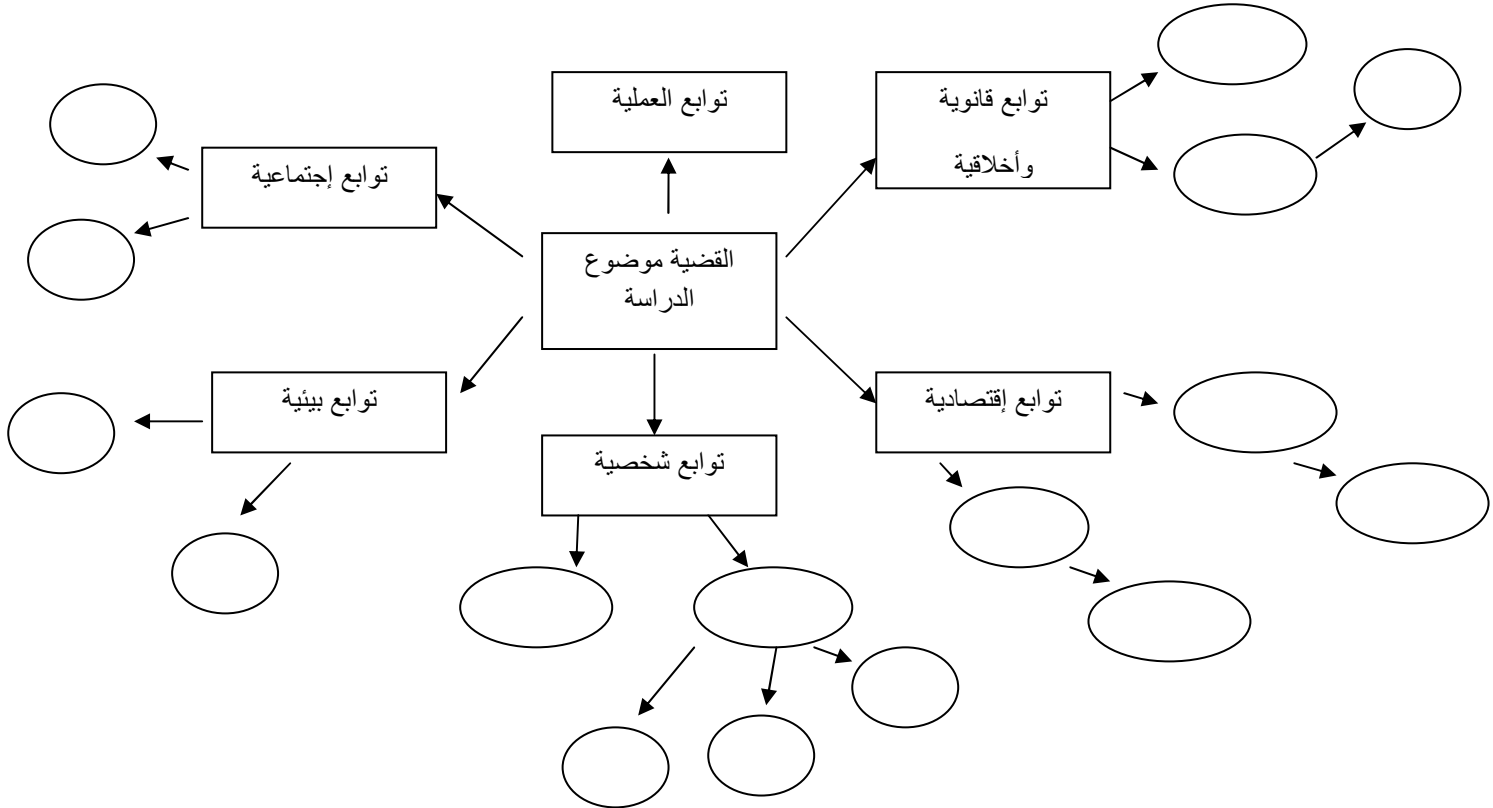 توابع العملية
توابع قانوية
وأخلاقية
توابع إجتماعية
القضية موضوع
الدراسة
توابع بيئية
توابع شخصية
توابع إقتصادية